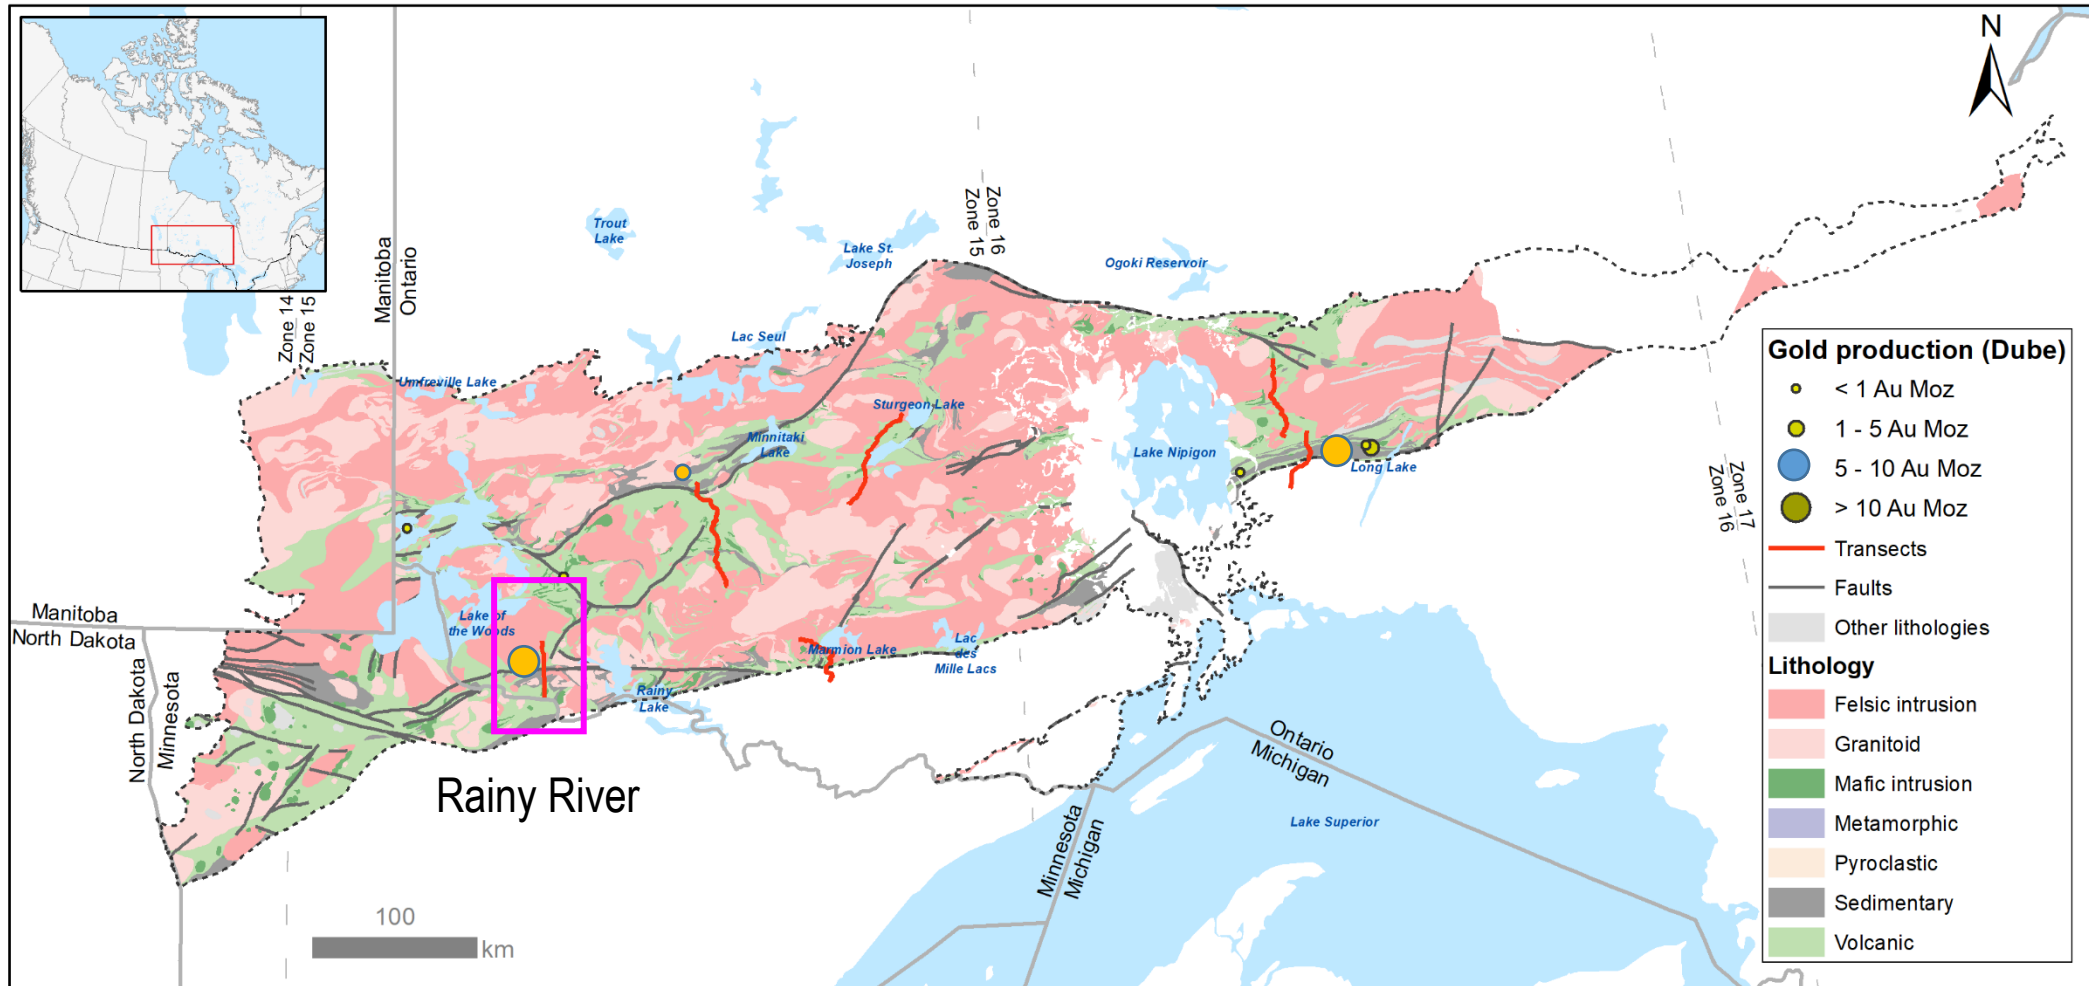 N
Manitoba
Ontario
Zone 14
Zone 15
Zone 15
Zone 16
Zone 16
Zone 17
Trout
Lake
Lake St.
Joseph
Ogoki Reservoir
Lac Seul
Umfreville Lake
Sturgeon Lake
Minnitaki
Lake
Lake Nipigon
Long Lake
Lake of
the Woods
Marmion Lake
Lac
des
Mille Lacs
Rainy
Lake
Manitoba
North Dakota
North Dakota
Minnesota
Rainy River
Ontario
Michigan
Minnesota
Michigan
Lake Superior
100
km
Gold production (Dube)
< 1 Au Moz
1 - 5 Au Moz
5 - 10 Au Moz
> 10 Au Moz
Transects
Faults
Other lithologies
Lithology
Felsic intrusion
Granitoid
Mafic intrusion
Metamorphic
Pyroclastic
Sedimentary
Volcanic